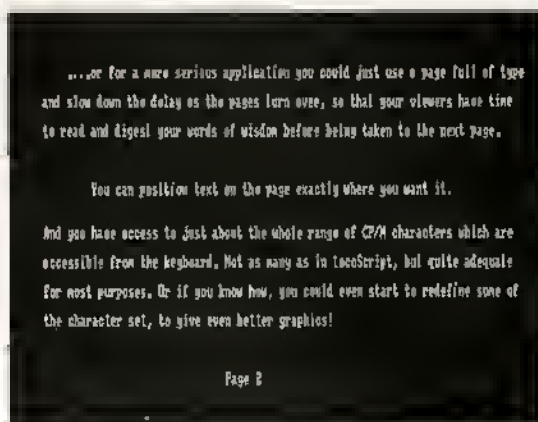 ....or for a more serious application you could just use a page full of type
and slow down the delay as the pages turn over, so that your viewers have time
to read and digest your words of wisdom before being taken to the next page.
You can position text on the page exactly where you want it.
And you have access to just about the whole range of CP/M characters which are
accessible from the keyboard. Not as many as in LocoScript, but quite adequate
for most purposes. Or if you know how, you could even start to redefine some of
the character set, to give even better graphics!
Page 2